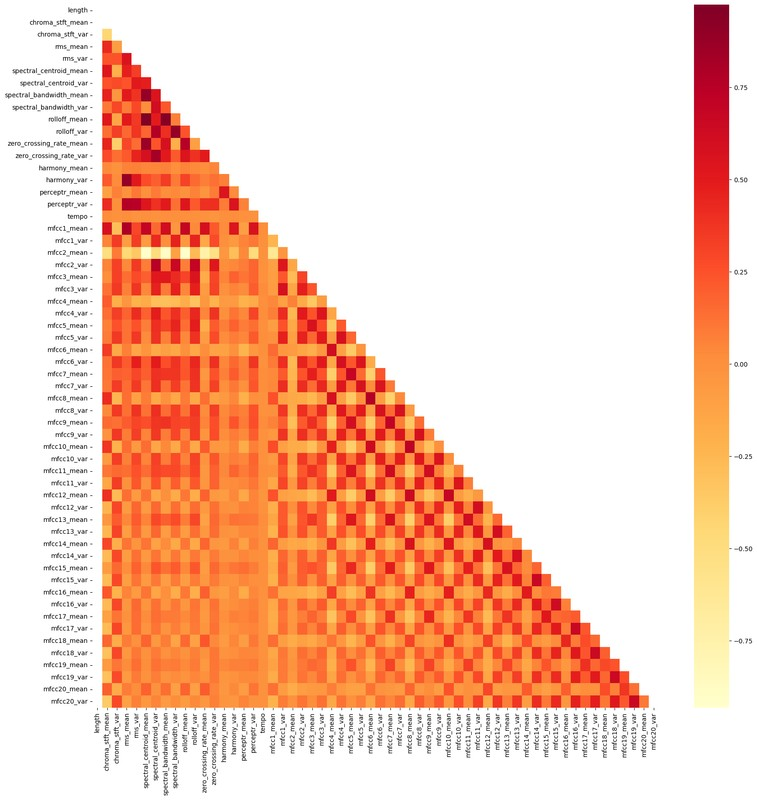 length
chroma_stft_mean
chroma_stft_var
rms_mean
rms_var
spectral_centroid_mean
spectral_centroid_var
spectral_bandwidth_mean
spectral_bandwidth_var
rolloff_mean
rolloff_var
zero_crossing_rate_mean
zero_crossing_rate_var
harmony_mean
harmony_var
perceptr_mean
perceptr_var
tempo
mfcc1_mean
mfcc1_var
mfcc2_mean
mfcc2_var
mfcc3_mean
mfcc3_var
mfcc4_mean
mfcc4_var
mfcc5_mean
mfcc5_var
mfcc6_mean
mfcc6_var
mfcc7_mean
mfcc7_var
mfcc8_mean
mfcc8_var
mfcc9_mean
mfcc9_var
mfcc10_mean
mfcc10_var
mfcc11_mean
mfcc11_var
mfcc12_mean
mfcc12_var
mfcc13_mean
mfcc13_var
mfcc14_mean
mfcc14_var
mfcc15_mean
mfcc15_var
mfcc16_mean
mfcc16_var
mfcc17_mean
mfcc17_var
mfcc18_mean
mfcc18_var
mfcc19_mean
mfcc19_var
mfcc20_mean
mfcc20_var
length
chroma_stft_mean
chroma_stft_var
rms_mean
rms_var
spectral_centroid_mean
spectral_centroid_var
spectral_bandwidth_mean
spectral_bandwidth_var
rolloff_mean
rolloff_var
zero_crossing_rate_mean
zero_crossing_rate_var
harmony_mean
harmony_var
perceptr_mean
perceptr_var
tempo
mfcc1_mean
mfcc1_var
mfcc2_mean
mfcc2_var
mfcc3_mean
mfcc3_var
mfcc4_mean
mfcc4_var
mfcc5_mean
mfcc5_var
mfcc6_mean
mfcc6_var
mfcc7_mean
mfcc7_var
mfcc8_mean
mfcc8_var
mfcc9_mean
mfcc9_var
mfcc10_mean
mfcc10_var
mfcc11_mean
mfcc11_var
mfcc12_mean
mfcc12_var
mfcc13_mean
mfcc13_var
mfcc14_mean
mfcc14_var
mfcc15_mean
mfcc15_var
mfcc16_mean
mfcc16_var
mfcc17_mean
mfcc17_var
mfcc18_mean
mfcc18_var
mfcc19_mean
mfcc19_var
mfcc20_mean
mfcc20_var
0.75
0.50
0.25
0.00
−0.25
−0.50
−0.75